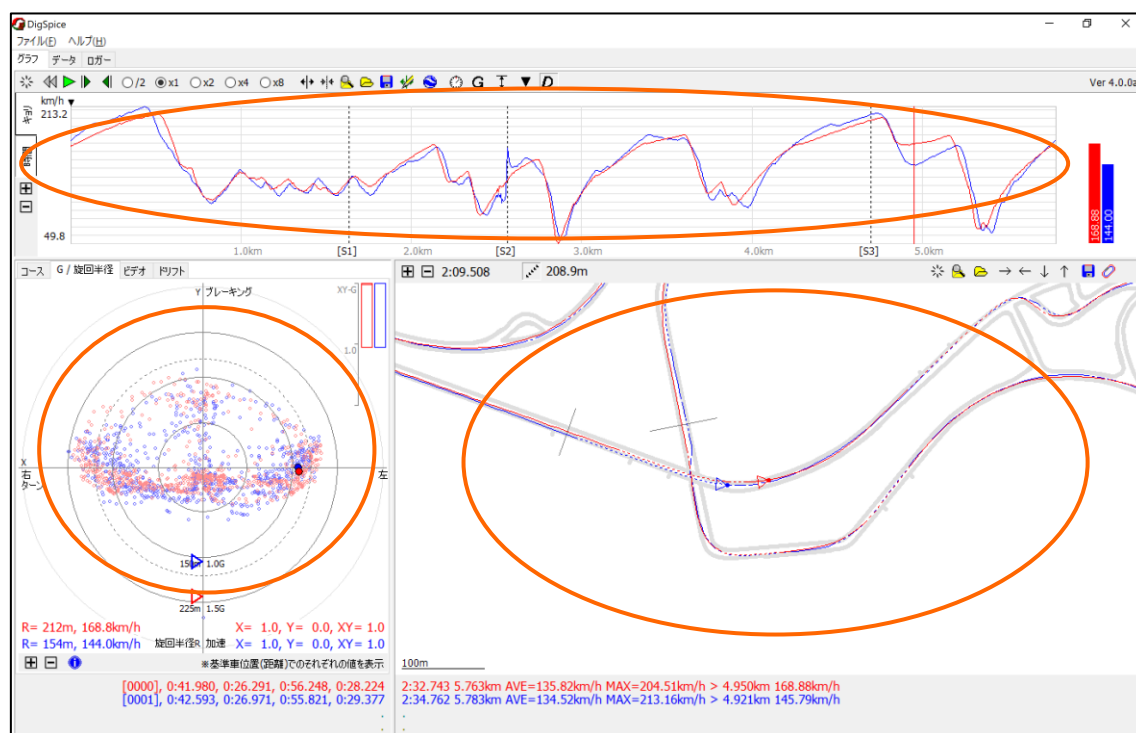 DigSpice
ファイル(F) ヘルプ(H)
グラフ データ ロガー
/2 x1 x2 x4 x8 G D Ver 4.0.0a
km/h
213.2
49.8
1.0km [S1] 2.0km [S2] 3.0km 4.0km [S3] 5.0km
168.88 144.00
コース G / 旋回半径 ビデオ ドリフト
2:09.508 208.9m
Y ブレーキング XY-G
1.0
X
右 左
ターン
1.0G
225m 1.5G
R= 212m, 168.8km/h X= 1.0, Y= 0.0, XY= 1.0
R= 154m, 144.0km/h 旋回半径R 加速 X= 1.0, Y= 0.0, XY= 1.0
※基準車位置(距離)でのそれぞれの値を表示
100m
[0000], 0:41.980, 0:26.291, 0:56.248, 0:28.224
[0001], 0:42.593, 0:26.971, 0:55.821, 0:29.377
2:32.743 5.763km AVE=135.82km/h MAX=204.51km/h > 4.950km 168.88km/h
2:34.762 5.783km AVE=134.52km/h MAX=213.16km/h > 4.921km 145.79km/h